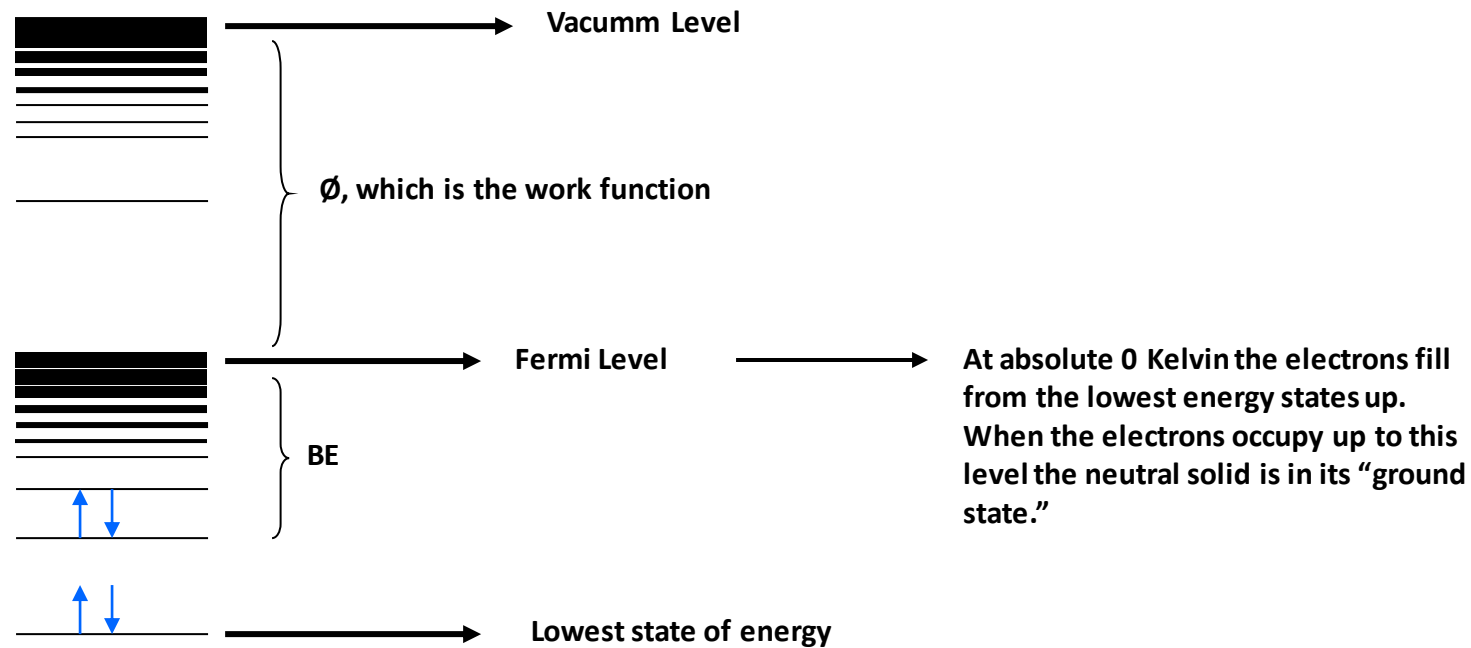 Vacumm Level
Ø, which is the work function
Fermi Level
At absolute 0 Kelvin the electrons fill
from the lowest energy states up.
When the electrons occupy up to this
level the neutral solid is in its “ground
state.”
BE
Lowest state of energy